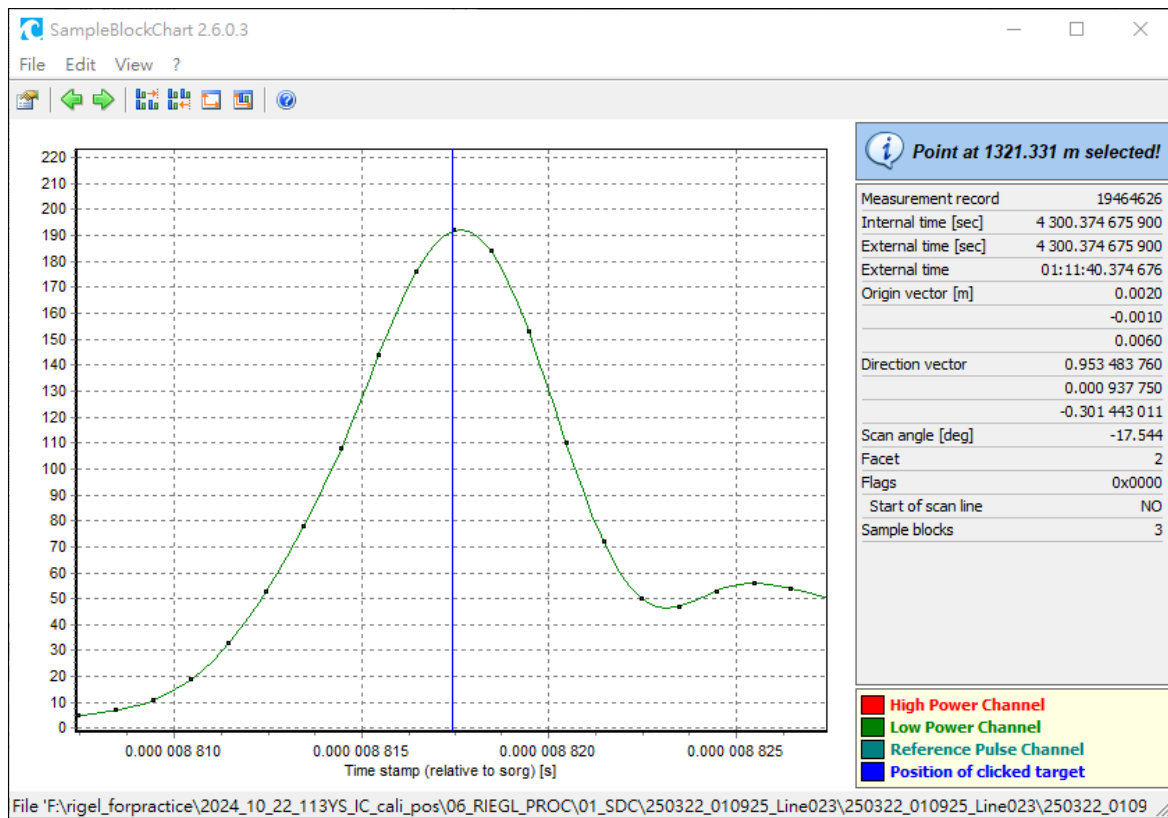 SampleBlockChart 2.6.0.3
File Edit View ?
Point at 1321.331 m selected!
220
210
200
190
180
170
160
150
140
130
120
110
100
90
80
70
60
50
40
30
20
10
0
0.000 008 810 0.000 008 815 0.000 008 820 0.000 008 825
Time stamp (relative to sorg) [s]
Measurement record 19464626
Internal time [sec] 4 300.374 675 900
External time [sec] 4 300.374 675 900
External time 01:11:40.374 676
Origin vector [m] 0.0020
-0.0010
0.0060
Direction vector 0.953 483 760
0.000 937 750
-0.301 443 011
Scan angle [deg] -17.544
Facet 2
Flags 0x0000
Start of scan line NO
Sample blocks 3
High Power Channel
Low Power Channel
Reference Pulse Channel
Position of clicked target
File 'F:\rigel_forpractice\2024_10_22_113YS_IC_cali_pos\06_RIEGL_PROC\01_SDC\250322_010925_Line023\250322_010925_Line023\250322_0109